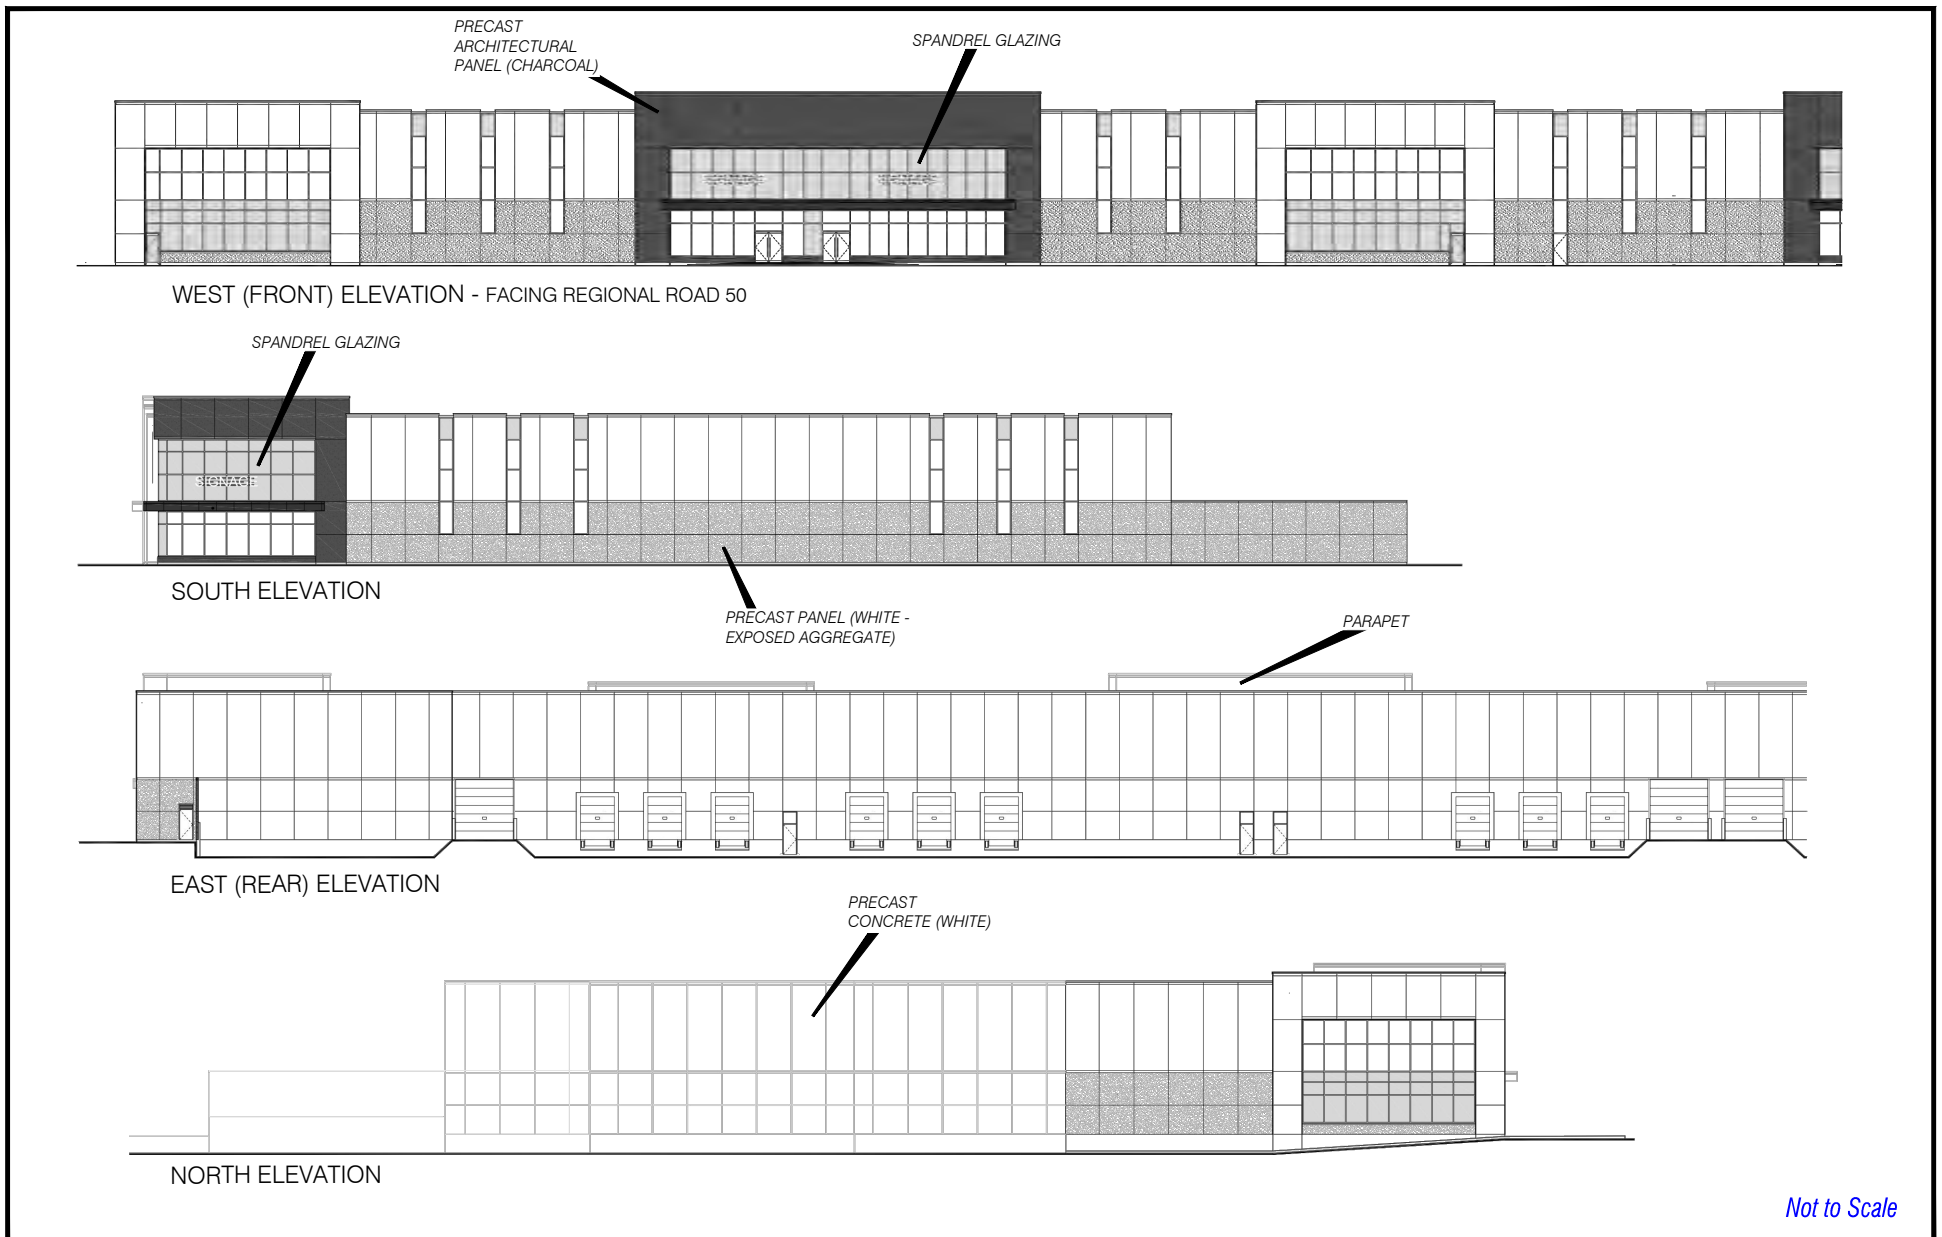 PRECAST
ARCHITECTURAL
PANEL (CHARCOAL)
SPANDREL GLAZING
WEST (FRONT) ELEVATION - FACING REGIONAL ROAD 50
SPANDREL GLAZING
SIGNAGE
SOUTH ELEVATION
PRECAST PANEL (WHITE -
EXPOSED AGGREGATE)
PARAPET
EAST (REAR) ELEVATION
PRECAST
CONCRETE (WHITE)
NORTH ELEVATION
Not to Scale